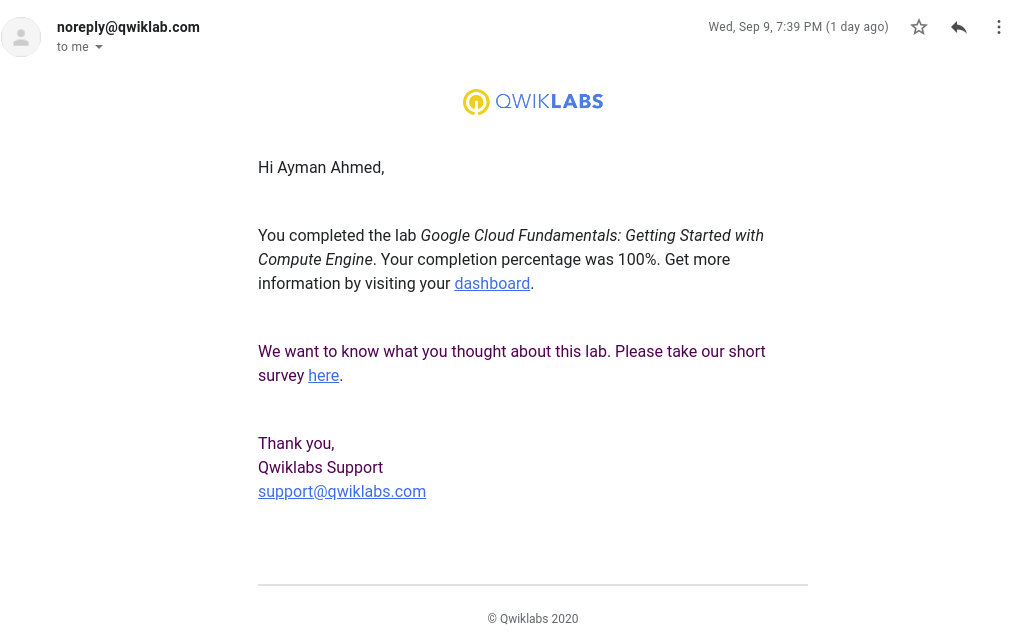 noreply@qwiklab.com
Wed, Sep 9, 7:39 PM (1 day ago)
to me
QWIKLABS
Hi Ayman Ahmed,
You completed the lab Google Cloud Fundamentals: Getting Started with
Compute Engine. Your completion percentage was 100%. Get more
information by visiting your dashboard.
We want to know what you thought about this lab. Please take our short
survey here.
Thank you,
Qwiklabs Support
support@qwiklabs.com
© Qwiklabs 2020